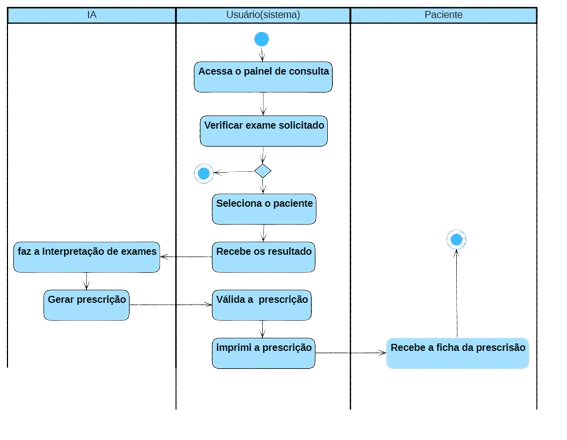 IA
Usuário(sistema)
Paciente
Acessa o painel de consulta
Verificar exame solicitado
Seleciona o paciente
Recebe os resultado
faz a Interpretação de exames
Gerar prescrição
Válida a prescrição
imprimi a prescrição
Recebe a ficha da prescrisão